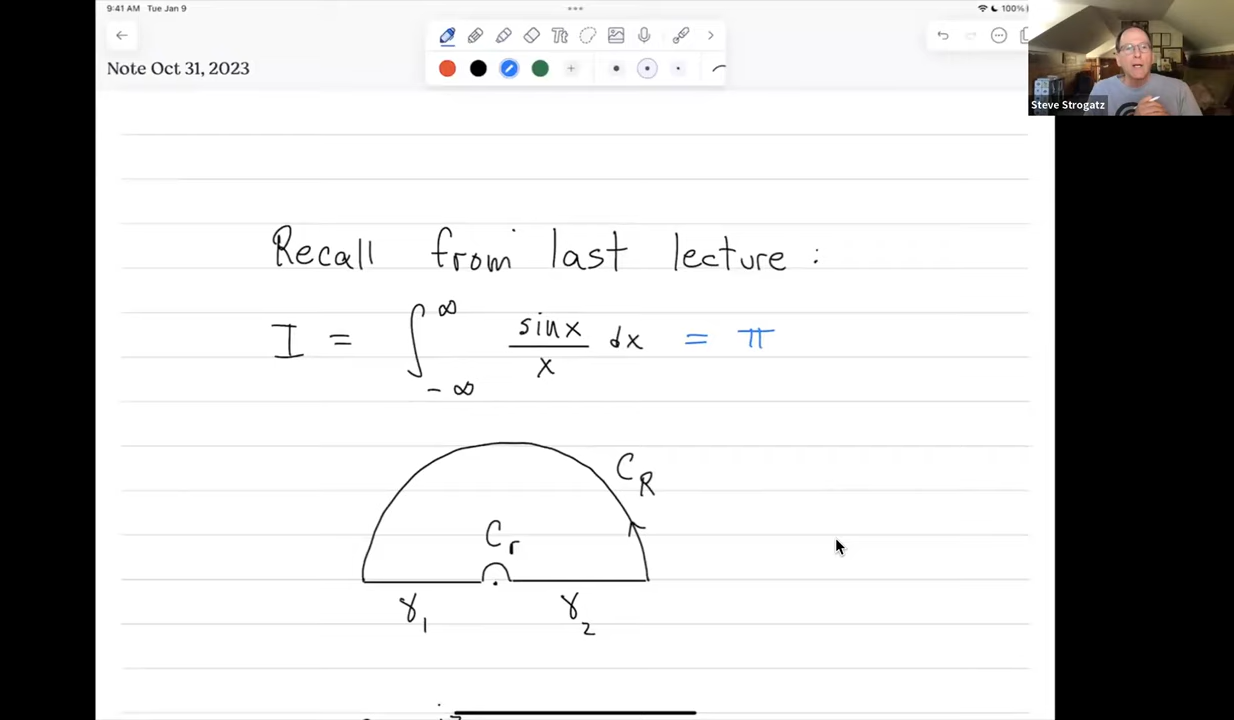 9:41 AM Tue Jan 9
100%
Tt
Note Oct 31, 2023
Steve Strogatz
Recall from last lecture :
I = ∫_{-∞}^{∞} sin x / x dx = π
C_R
C_r
γ_1 γ_2